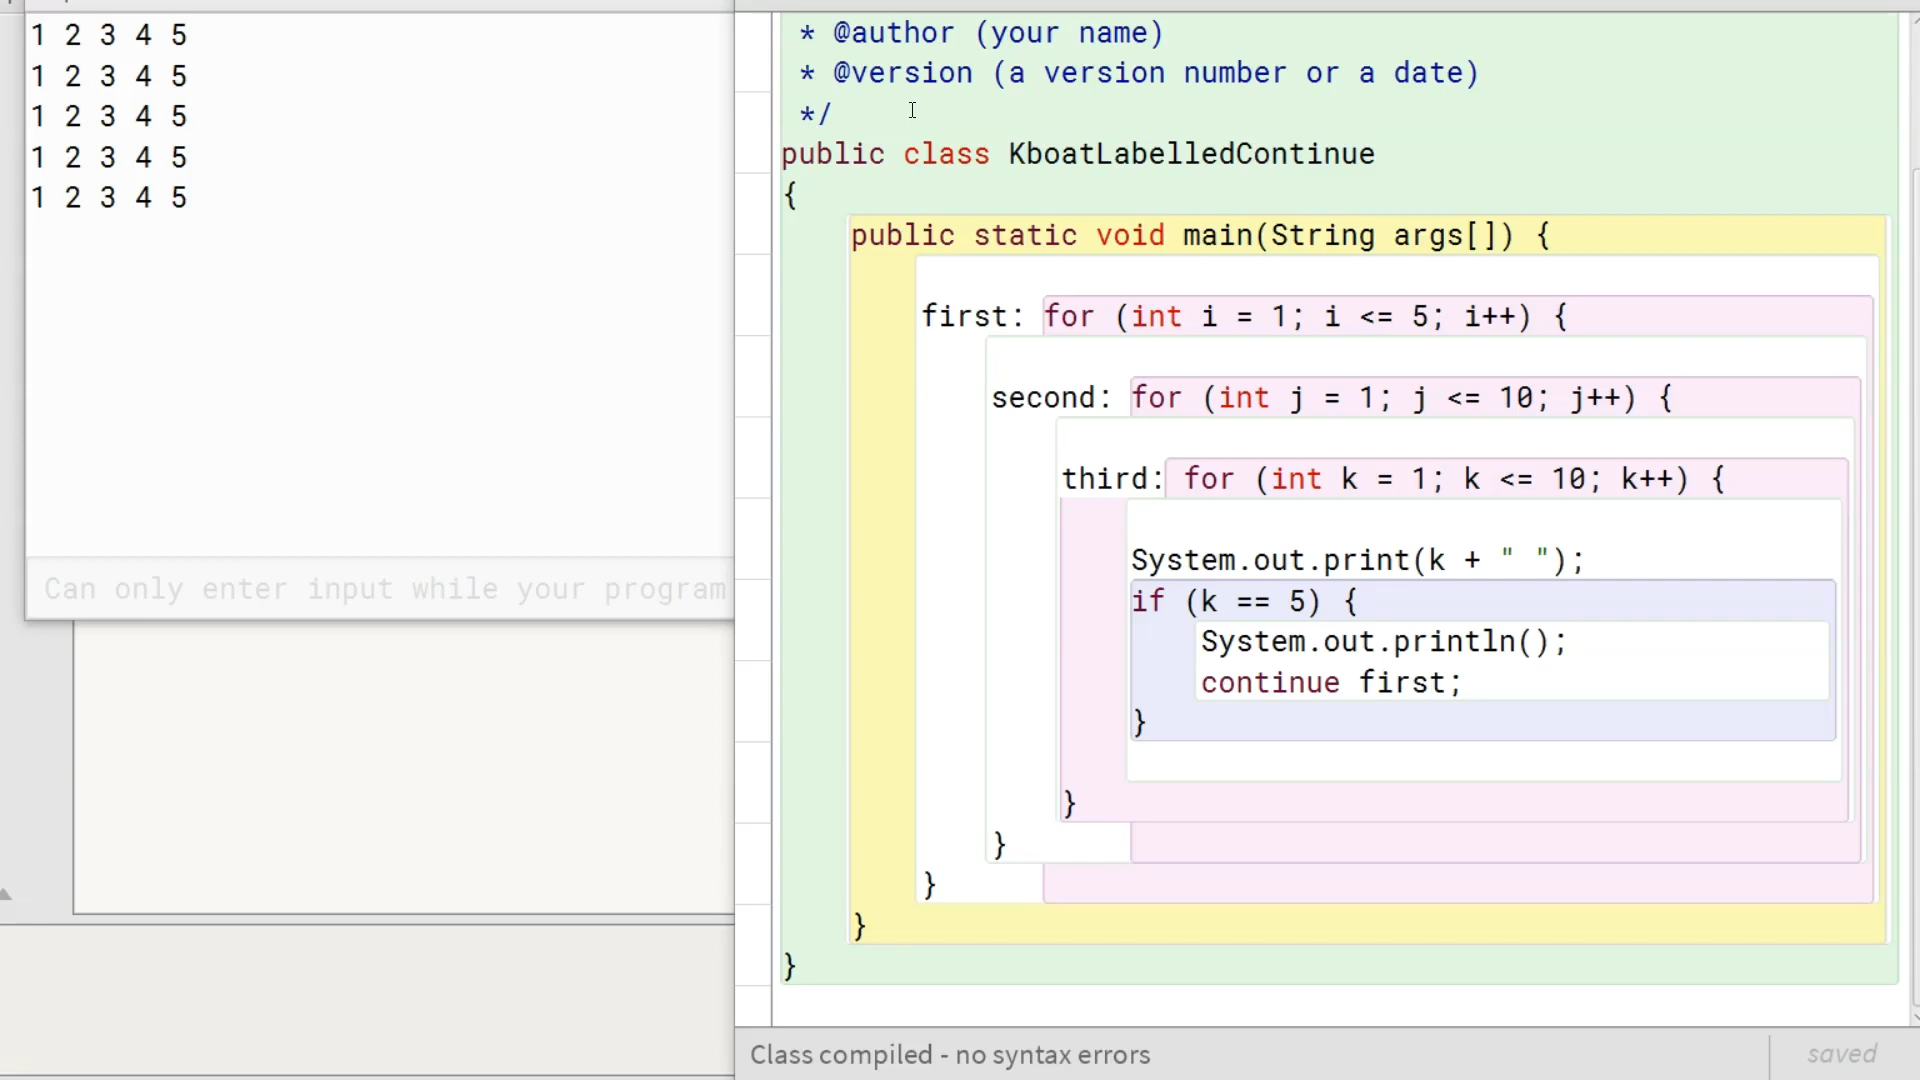 1 2 3 4 5
1 2 3 4 5
1 2 3 4 5
1 2 3 4 5
1 2 3 4 5
Can only enter input while your program
* @author (your name)
* @version (a version number or a date)
*/
public class KboatLabelledContinue
{
public static void main(String args[]) {
first: for (int i = 1; i <= 5; i++) {
second: for (int j = 1; j <= 10; j++) {
third: for (int k = 1; k <= 10; k++) {
System.out.print(k + " ");
if (k == 5) {
System.out.println();
continue first;
}
}
}
}
}
}
Class compiled - no syntax errors
saved